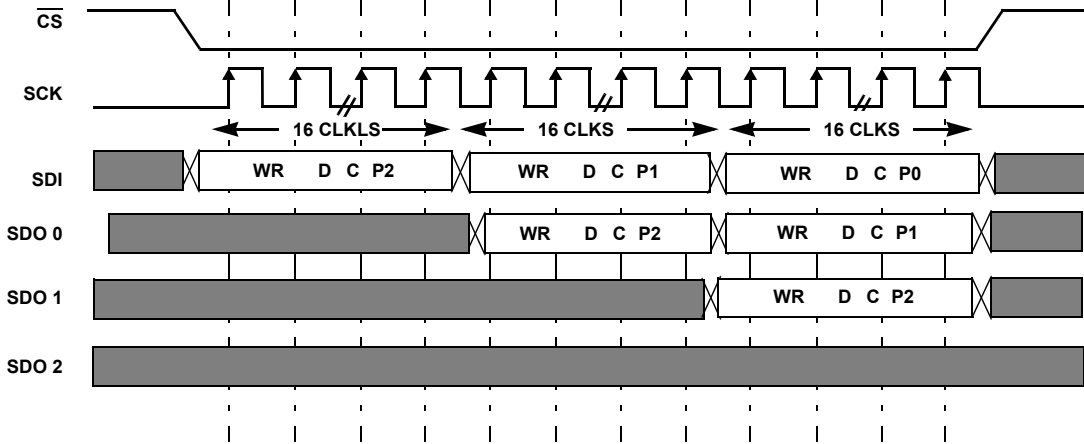 CS
SCK
16 CLKLS 16 CLKS 16 CLKS
SDI WR D C P2 WR D C P1 WR D C P0
SDO 0 WR D C P2 WR D C P1
SDO 1 WR D C P2
SDO 2